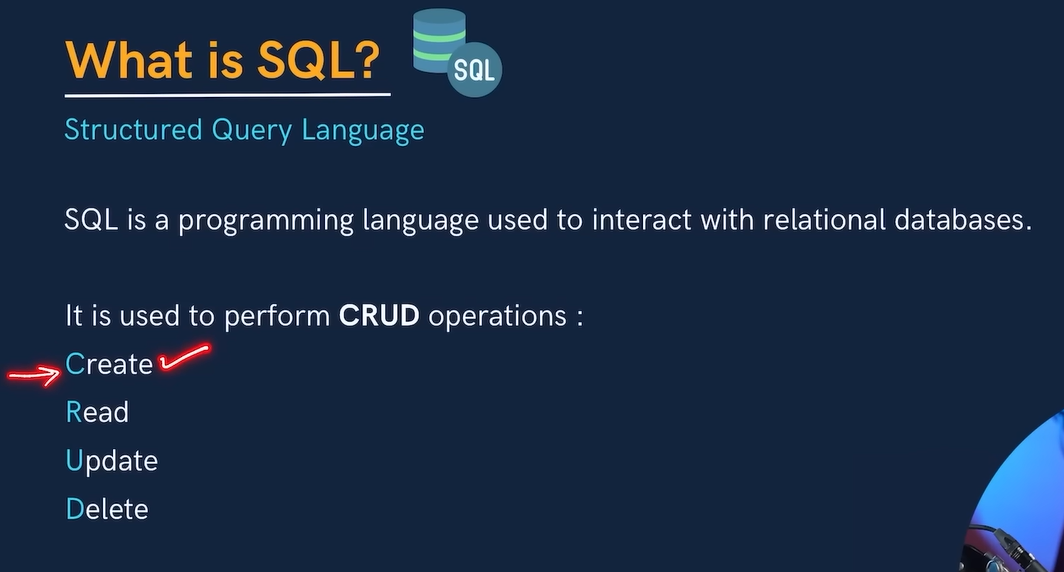 What is SQL?
SQL
Structured Query Language
SQL is a programming language used to interact with relational databases.
It is used to perform CRUD operations :
Create
Read
Update
Delete